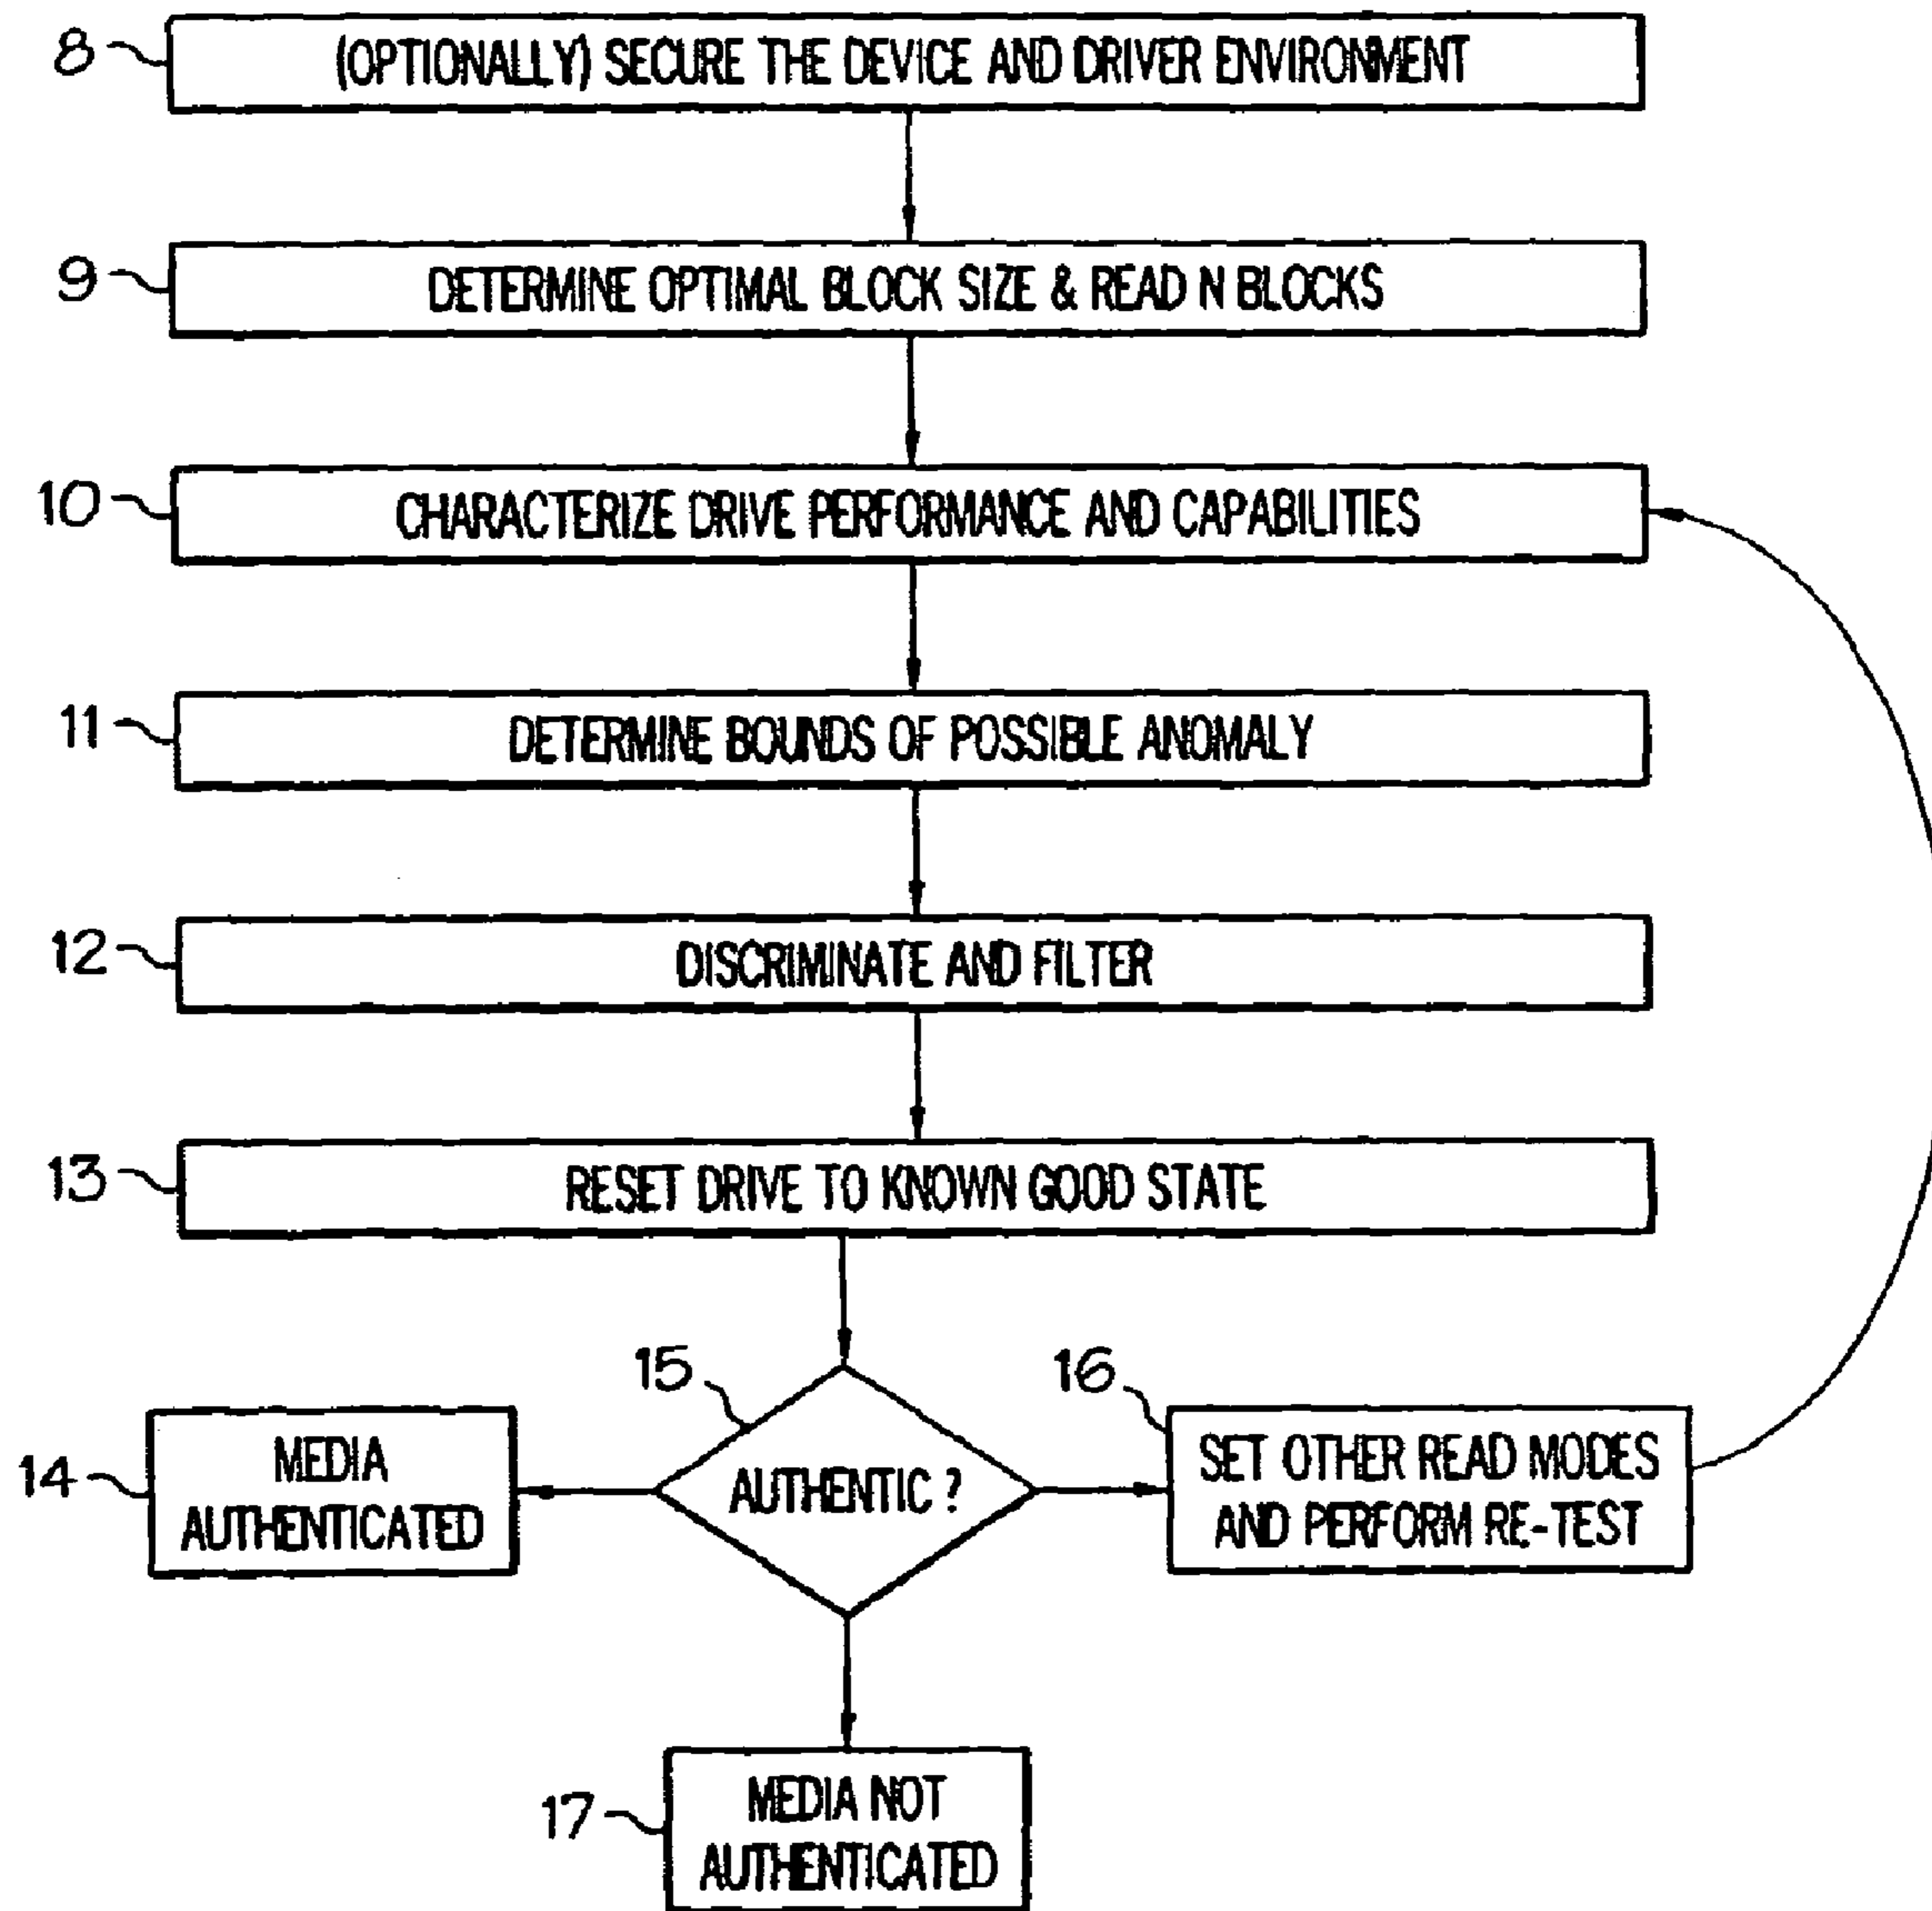 8
(OPTIONALLY) SECURE THE DEVICE AND DRIVER ENVIRONMENT
9
DETERMINE OPTIMAL BLOCK SIZE & READ N BLOCKS
10
CHARACTERIZE DRIVE PERFORMANCE AND CAPABILITIES
11
DETERMINE BOUNDS OF POSSIBLE ANOMALY
12
DISCRIMINATE AND FILTER
13
RESET DRIVE TO KNOWN GOOD STATE
14
MEDIA
AUTHENTICATED
15
AUTHENTIC ?
16
SET OTHER READ MODES
AND PERFORM RE-TEST
17
MEDIA NOT
AUTHENTICATED